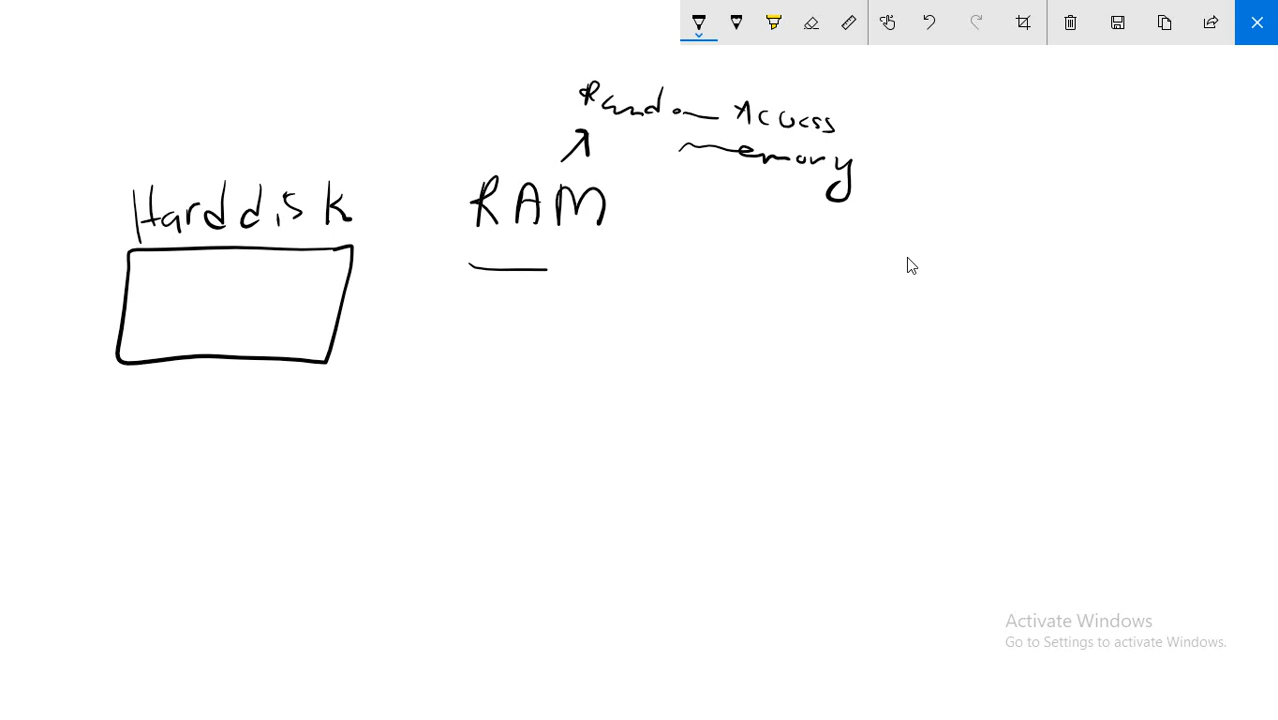 Random Access
memory
RAM
Harddisk
Activate Windows
Go to Settings to activate Windows.